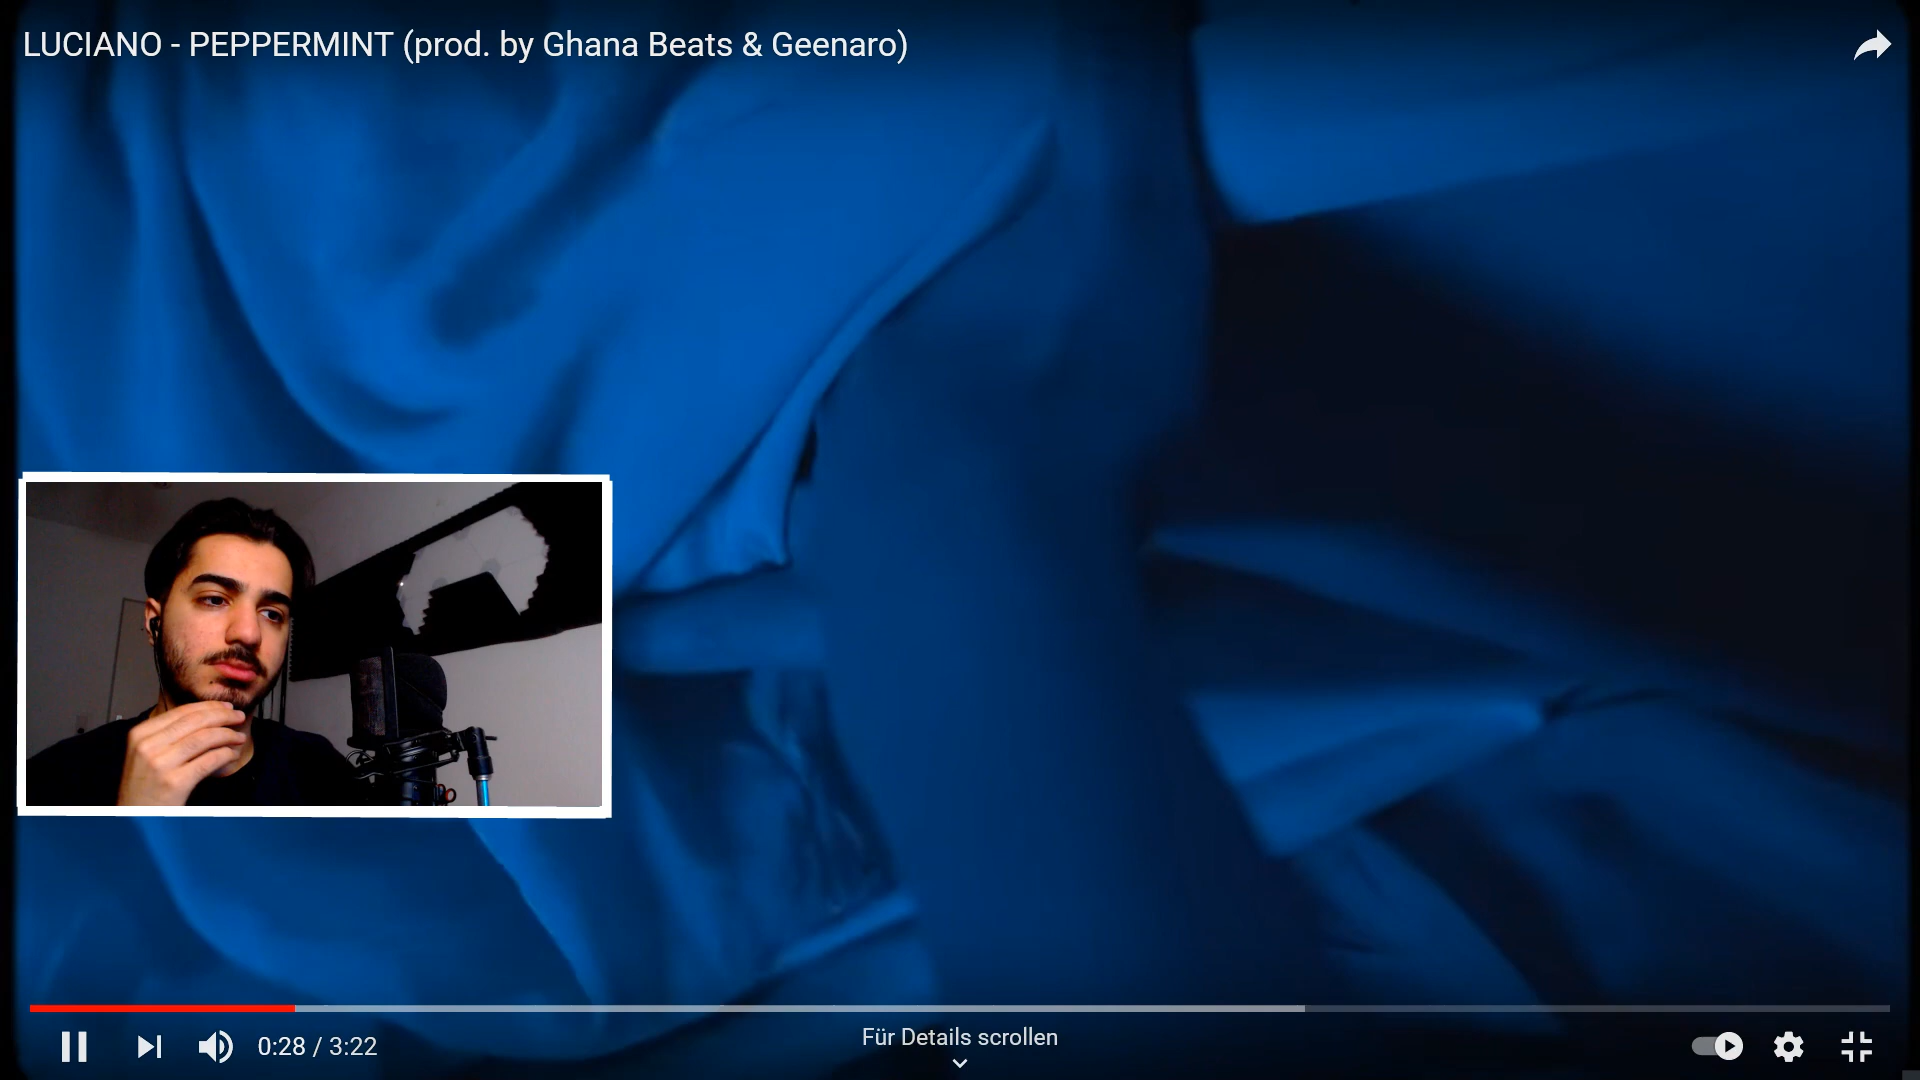 LUCIANO - PEPPERMINT (prod. by Ghana Beats & Geenaro)
0:28 / 3:22
Für Details scrollen